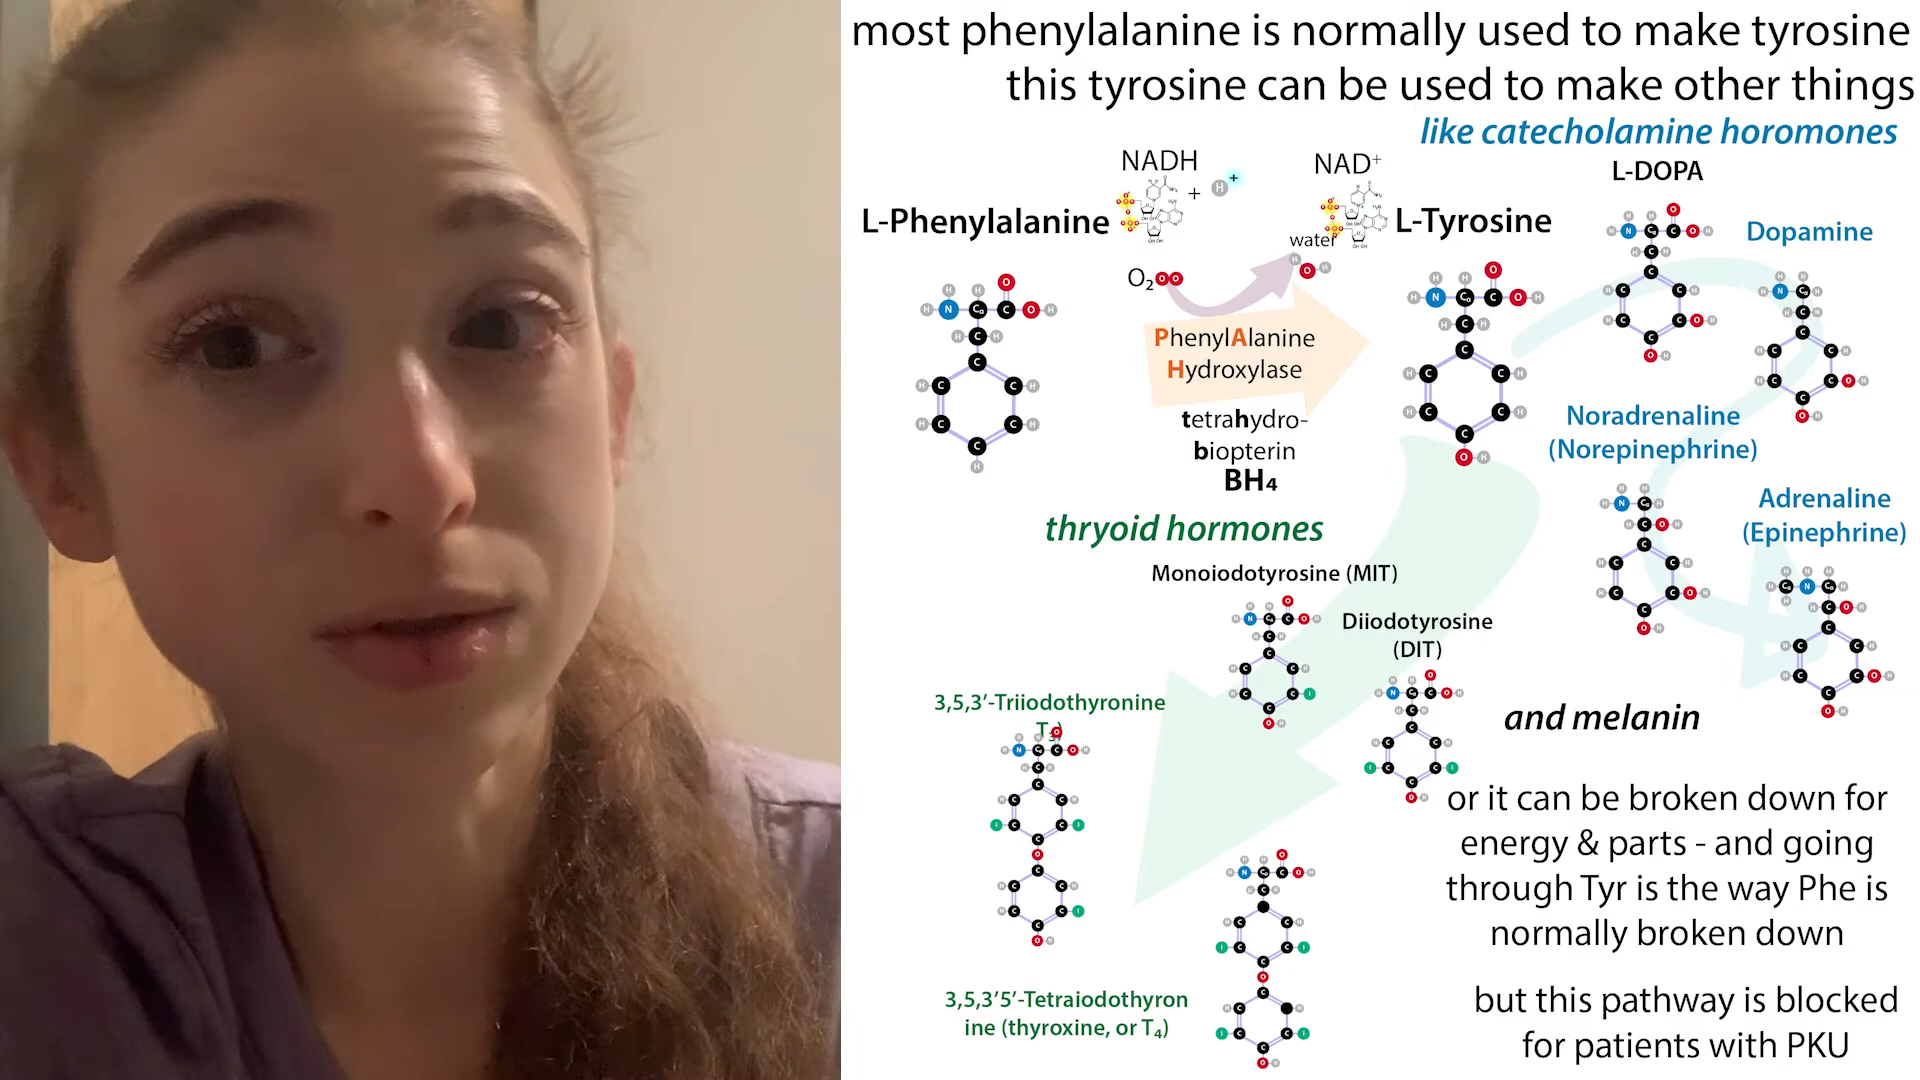 most phenylalanine is normally used to make tyrosine
this tyrosine can be used to make other things
like catecholamine horomones
NADH
+
H
+
NAD+
L-DOPA
L-Phenylalanine
L-Tyrosine
Dopamine
water
O2
PhenylAlanine
Hydroxylase
tetrahydro-
biopterin
BH4
Noradrenaline
(Norepinephrine)
Adrenaline
(Epinephrine)
thryoid hormones
Monoiodotyrosine (MIT)
Diiodotyrosine
(DIT)
3,5,3’-Triiodothyronine
T3)
and melanin
or it can be broken down for
energy & parts - and going
through Tyr is the way Phe is
normally broken down
3,5,3’5’-Tetraiodothyron
ine (thyroxine, or T4)
but this pathway is blocked
for patients with PKU